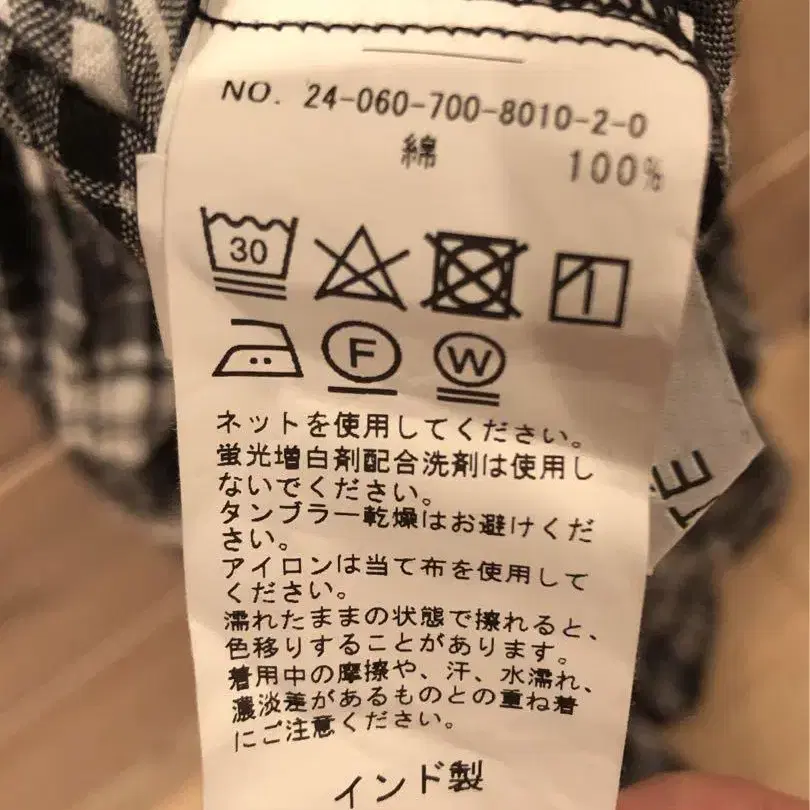 NO. 24-060-700-8010-2-0
綿 100%
30
F
W
ネットを使用してください。
蛍光増白剤配合洗剤は使用し
ないでください。
タンブラー乾燥はお避けくだ
さい。
アイロンは当て布を使用して
ください。
濡れたままの状態で擦れると、
色移りすることがあります。
着用中の摩擦や、汗、水濡れ、
濃淡差があるものとの重ね着
にご注意ください。
インド製